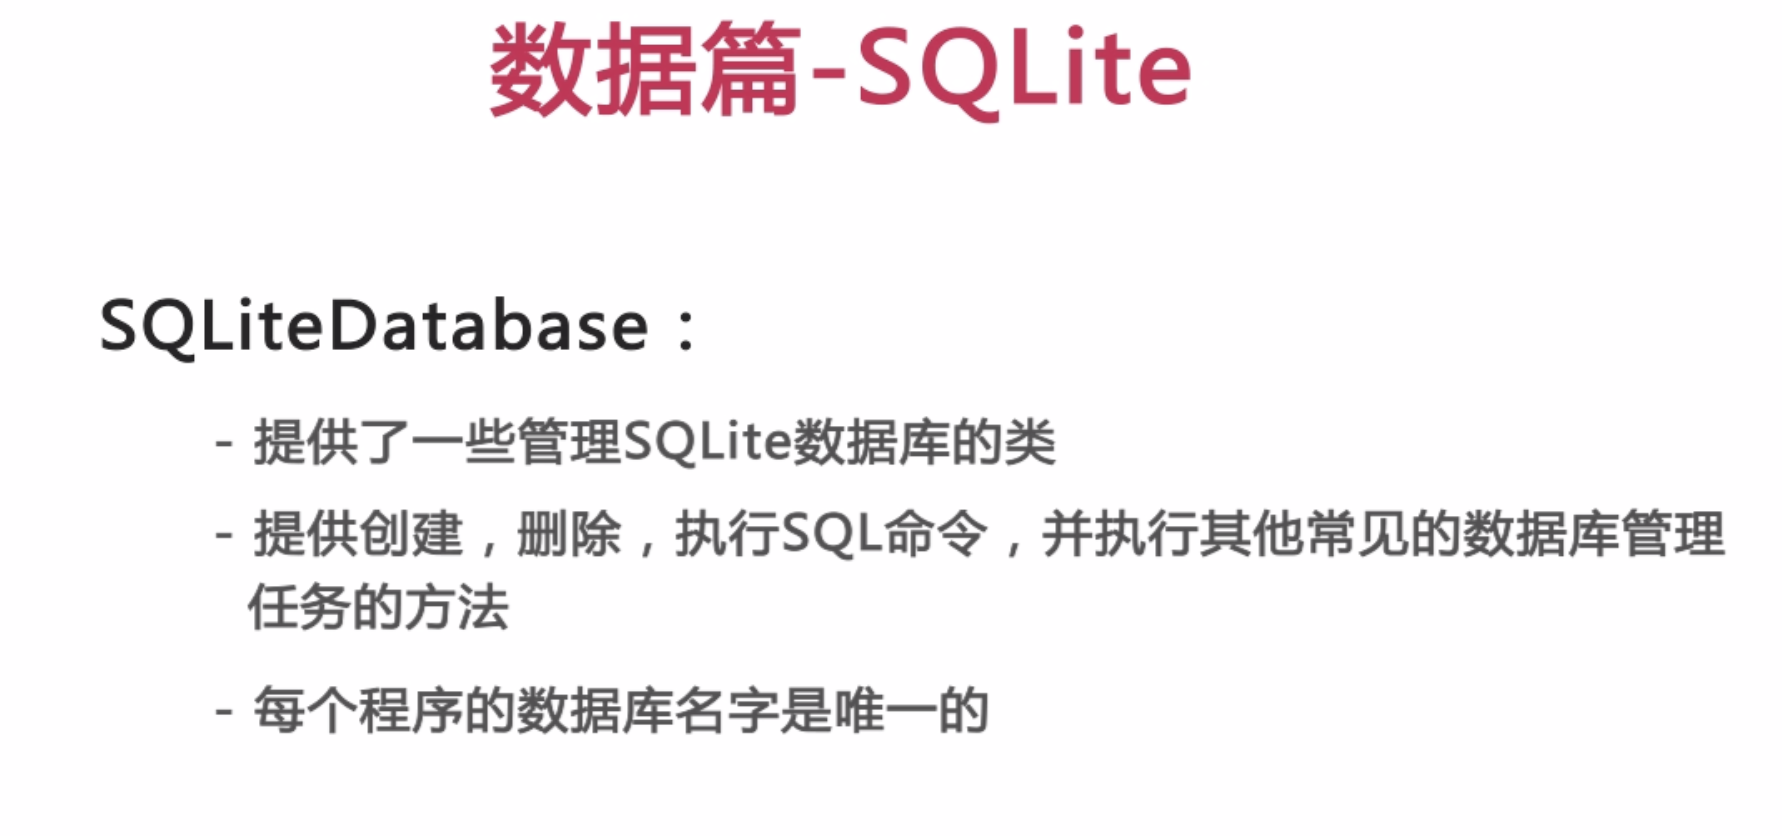 数据篇-SQLite
SQLiteDatabase：
- 提供了一些管理SQLite数据库的类
- 提供创建，删除，执行SQL命令，并执行其他常见的数据库管理
任务的方法
- 每个程序的数据库名字是唯一的